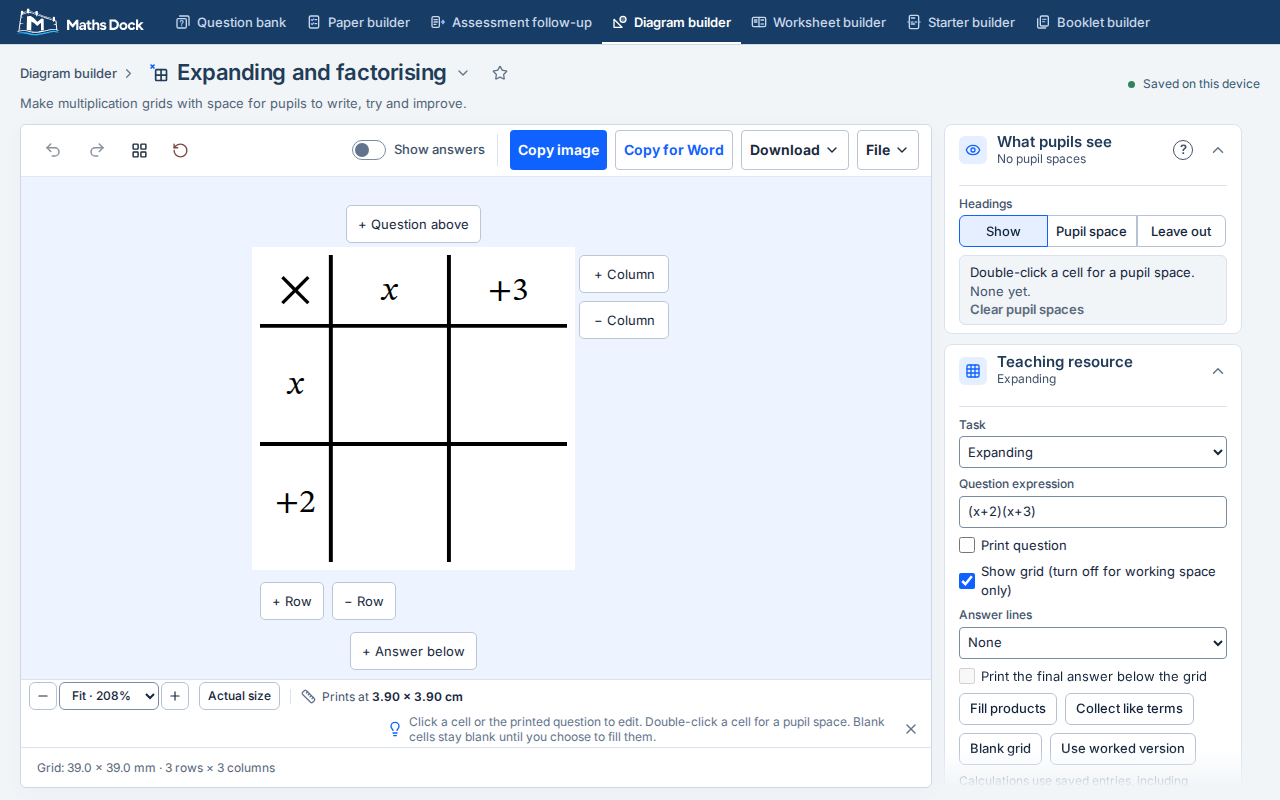 Maths Dock
Question bank
Paper builder
Assessment follow-up
Diagram builder
Worksheet builder
Starter builder
Booklet builder
Diagram builder
Expanding and factorising
Make multiplication grids with space for pupils to write, try and improve.
Saved on this device
Show answers
Copy image
Copy for Word
Download
File
+ Question above
× x +3
x
+2
+ Column
− Column
+ Row
− Row
+ Answer below
− Fit · 208% +
Actual size
Prints at 3.90 × 3.90 cm
Click a cell or the printed question to edit. Double-click a cell for a pupil space. Blank
cells stay blank until you choose to fill them.
Grid: 39.0 × 39.0 mm · 3 rows × 3 columns
What pupils see
No pupil spaces
?
Headings
Show
Pupil space
Leave out
Double-click a cell for a pupil space.
None yet.
Clear pupil spaces
Teaching resource
Expanding
Task
Expanding
Question expression
(x+2)(x+3)
Print question
Show grid (turn off for working space
only)
Answer lines
None
Print the final answer below the grid
Fill products
Collect like terms
Blank grid
Use worked version
Calculations use saved entries, including